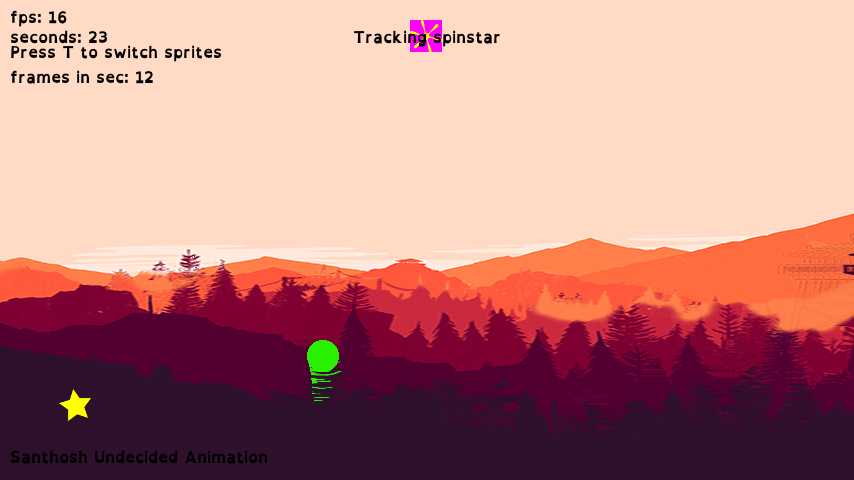 fps: 16
seconds: 23
Press T to switch sprites
frames in sec: 12
Tracking spinstar
Santhosh Undecided Animation